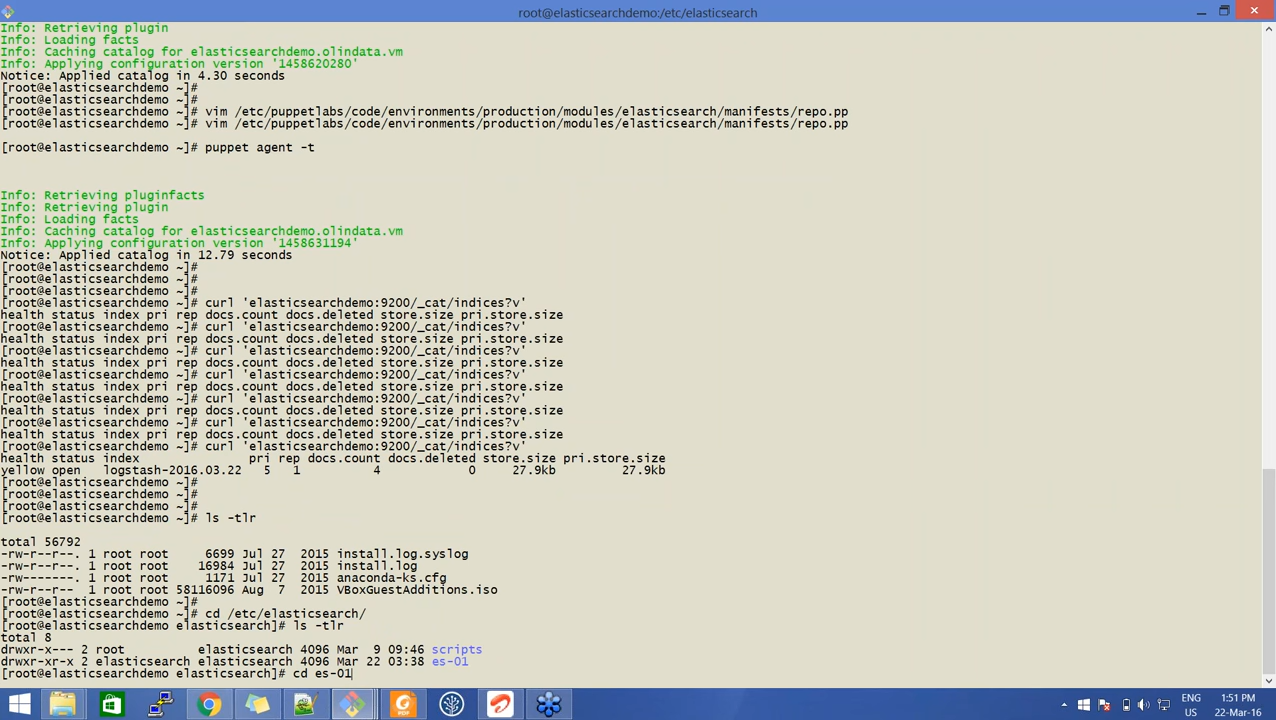 root@elasticsearchdemo:/etc/elasticsearch
Info: Retrieving plugin
Info: Loading facts
Info: Caching catalog for elasticsearchdemo.olindata.vm
Info: Applying configuration version '1458620280'
Notice: Applied catalog in 4.30 seconds
[root@elasticsearchdemo ~]#
[root@elasticsearchdemo ~]#
[root@elasticsearchdemo ~]# vim /etc/puppetlabs/code/environments/production/modules/elasticsearch/manifests/repo.pp
[root@elasticsearchdemo ~]# vim /etc/puppetlabs/code/environments/production/modules/elasticsearch/manifests/repo.pp
[root@elasticsearchdemo ~]# puppet agent -t
Info: Retrieving pluginfacts
Info: Retrieving plugin
Info: Loading facts
Info: Caching catalog for elasticsearchdemo.olindata.vm
Info: Applying configuration version '1458631194'
Notice: Applied catalog in 12.79 seconds
[root@elasticsearchdemo ~]#
[root@elasticsearchdemo ~]#
[root@elasticsearchdemo ~]#
[root@elasticsearchdemo ~]# curl 'elasticsearchdemo:9200/_cat/indices?v'
health status index pri rep docs.count docs.deleted store.size pri.store.size
[root@elasticsearchdemo ~]# curl 'elasticsearchdemo:9200/_cat/indices?v'
health status index pri rep docs.count docs.deleted store.size pri.store.size
[root@elasticsearchdemo ~]# curl 'elasticsearchdemo:9200/_cat/indices?v'
health status index pri rep docs.count docs.deleted store.size pri.store.size
[root@elasticsearchdemo ~]# curl 'elasticsearchdemo:9200/_cat/indices?v'
health status index pri rep docs.count docs.deleted store.size pri.store.size
[root@elasticsearchdemo ~]# curl 'elasticsearchdemo:9200/_cat/indices?v'
health status index pri rep docs.count docs.deleted store.size pri.store.size
[root@elasticsearchdemo ~]# curl 'elasticsearchdemo:9200/_cat/indices?v'
health status index pri rep docs.count docs.deleted store.size pri.store.size
[root@elasticsearchdemo ~]# curl 'elasticsearchdemo:9200/_cat/indices?v'
health status index               pri rep docs.count docs.deleted store.size pri.store.size
yellow open   logstash-2016.03.22   5   1          4            0     27.9kb         27.9kb
[root@elasticsearchdemo ~]#
[root@elasticsearchdemo ~]#
[root@elasticsearchdemo ~]#
[root@elasticsearchdemo ~]# ls -tlr
total 56792
-rw-r--r--. 1 root root     6699 Jul 27  2015 install.log.syslog
-rw-r--r--. 1 root root    16984 Jul 27  2015 install.log
-rw-------. 1 root root     1171 Jul 27  2015 anaconda-ks.cfg
-rw-r--r--. 1 root root 58116096 Aug  7  2015 VBoxGuestAdditions.iso
[root@elasticsearchdemo ~]#
[root@elasticsearchdemo ~]# cd /etc/elasticsearch/
[root@elasticsearchdemo elasticsearch]# ls -tlr
total 8
drwxr-x--- 2 root          elasticsearch 4096 Mar  9 09:46 scripts
drwxr-xr-x 2 elasticsearch elasticsearch 4096 Mar 22 03:38 es-01
[root@elasticsearchdemo elasticsearch]# cd es-01
PDF
ENG
US
1:51 PM
22-Mar-16